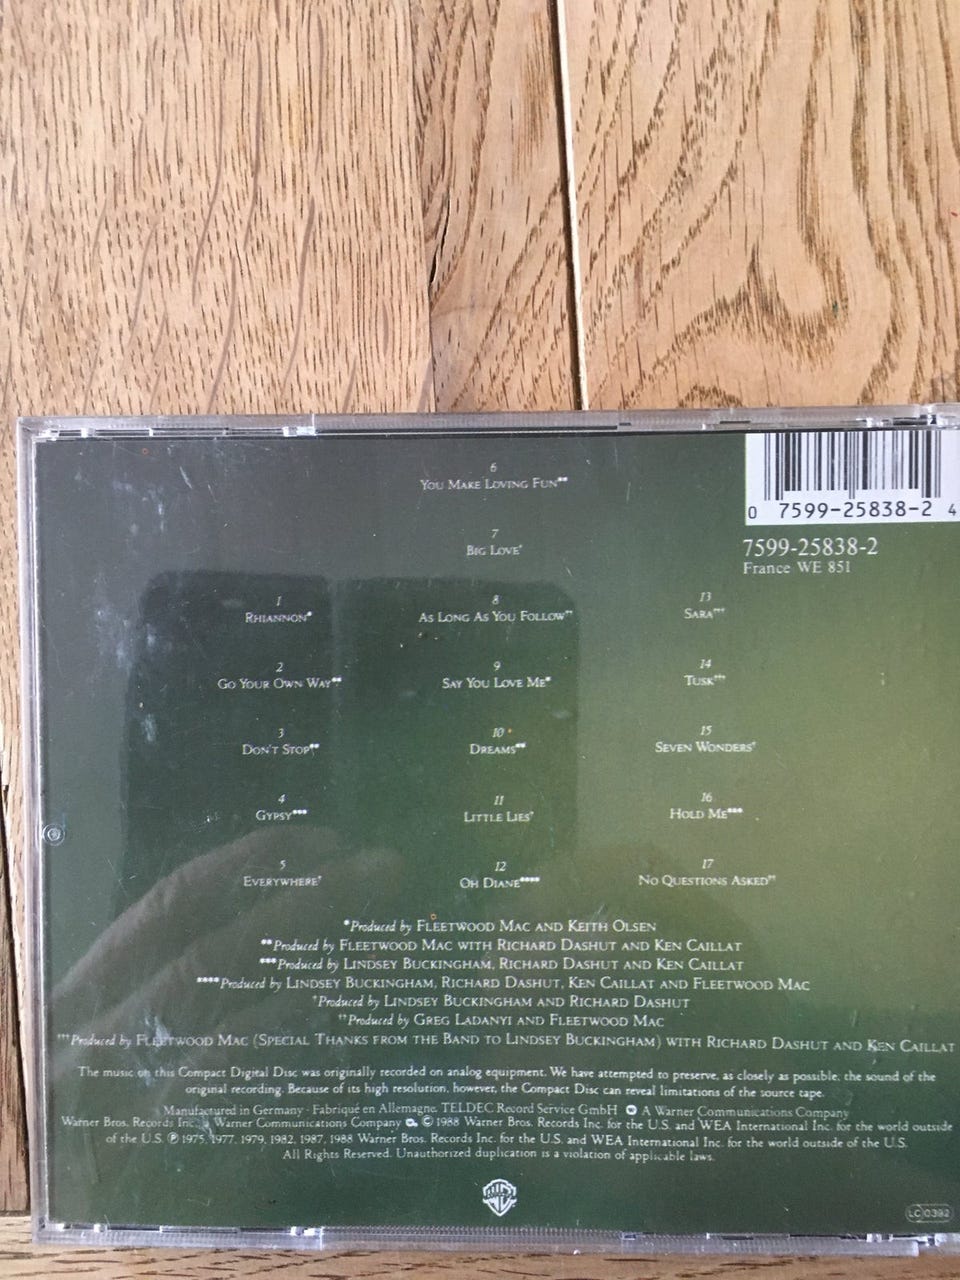 6
YOU MAKE LOVING FUN**
7
BIG LOVE†
1
RHIANNON*
2
GO YOUR OWN WAY**
3
DON'T STOP**
4
GYPSY***
5
EVERYWHERE†
8
AS LONG AS YOU FOLLOW††
9
SAY YOU LOVE ME*
10
DREAMS**
11
LITTLE LIES†
12
OH DIANE****
13
SARA†††
14
TUSK†††
15
SEVEN WONDERS†
16
HOLD ME***
17
NO QUESTIONS ASKED††
0 7599-25838-2 4
7599-25838-2
France WE 851
*Produced by FLEETWOOD MAC AND KEITH OLSEN
**Produced by FLEETWOOD MAC WITH RICHARD DASHUT AND KEN CAILLAT
***Produced by LINDSEY BUCKINGHAM, RICHARD DASHUT AND KEN CAILLAT
****Produced by LINDSEY BUCKINGHAM, RICHARD DASHUT, KEN CAILLAT AND FLEETWOOD MAC
†Produced by LINDSEY BUCKINGHAM AND RICHARD DASHUT
††Produced by GREG LADANYI AND FLEETWOOD MAC
†††Produced by FLEETWOOD MAC (SPECIAL THANKS FROM THE BAND TO LINDSEY BUCKINGHAM) WITH RICHARD DASHUT AND KEN CAILLAT
The music on this Compact Digital Disc was originally recorded on analog equipment. We have attempted to preserve, as closely as possible, the sound of the
original recording. Because of its high resolution, however, the Compact Disc can reveal limitations of the source tape.
Manufactured in Germany · Fabriqué en Allemagne. TELDEC Record Service GmbH A Warner Communications Company
Warner Bros. Records Inc., a Warner Communications Company © 1988 Warner Bros. Records Inc. for the U.S. and WEA International Inc. for the world outside
of the U.S. ℗ 1975, 1977, 1979, 1982, 1987, 1988 Warner Bros. Records Inc. for the U.S. and WEA International Inc. for the world outside of the U.S.
All Rights Reserved. Unauthorized duplication is a violation of applicable laws.
LC 0392